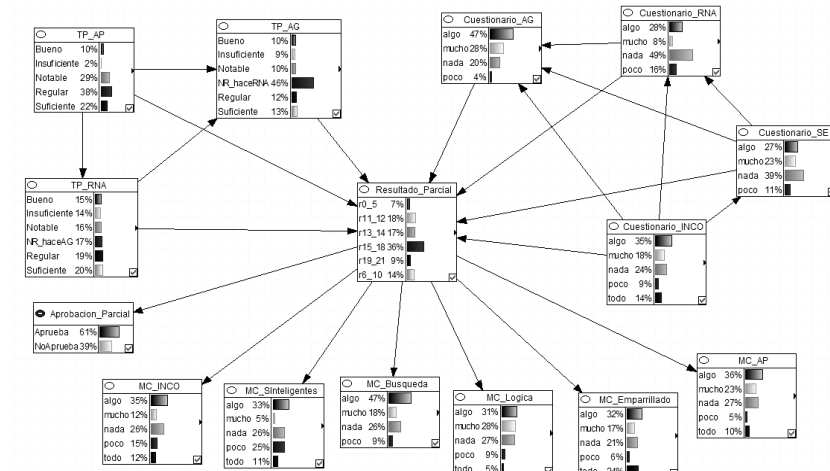 TP_AP
Bueno 10%
Insuficiente 2%
Notable 29%
Regular 38%
Suficiente 22%
TP_AG
Bueno 10%
Insuficiente 9%
Notable 10%
NR_haceRNA 46%
Regular 12%
Suficiente 13%
Cuestionario_AG
algo 47%
mucho 28%
nada 20%
poco 4%
Cuestionario_RNA
algo 28%
mucho 8%
nada 49%
poco 16%
Cuestionario_SE
algo 27%
mucho 23%
nada 39%
poco 11%
TP_RNA
Bueno 15%
Insuficiente 14%
Notable 16%
NR_haceAG 17%
Regular 19%
Suficiente 20%
Resultado_Parcial
r0_5 7%
r11_12 18%
r13_14 17%
r15_18 36%
r19_21 9%
r6_10 14%
Cuestionario_INCO
algo 35%
mucho 18%
nada 24%
poco 9%
todo 14%
Aprobacion_Parcial
Aprueba 61%
NoAprueba 39%
MC_INCO
algo 35%
mucho 12%
nada 26%
poco 15%
todo 12%
MC_SInteligentes
algo 33%
mucho 5%
nada 26%
poco 25%
todo 11%
MC_Busqueda
algo 47%
mucho 18%
nada 26%
poco 9%
MC_Logica
algo 31%
mucho 28%
nada 27%
poco 9%
todo 5%
MC_Emparrillado
algo 32%
mucho 17%
nada 21%
poco 6%
todo 24%
MC_AP
algo 36%
mucho 23%
nada 27%
poco 5%
todo 10%